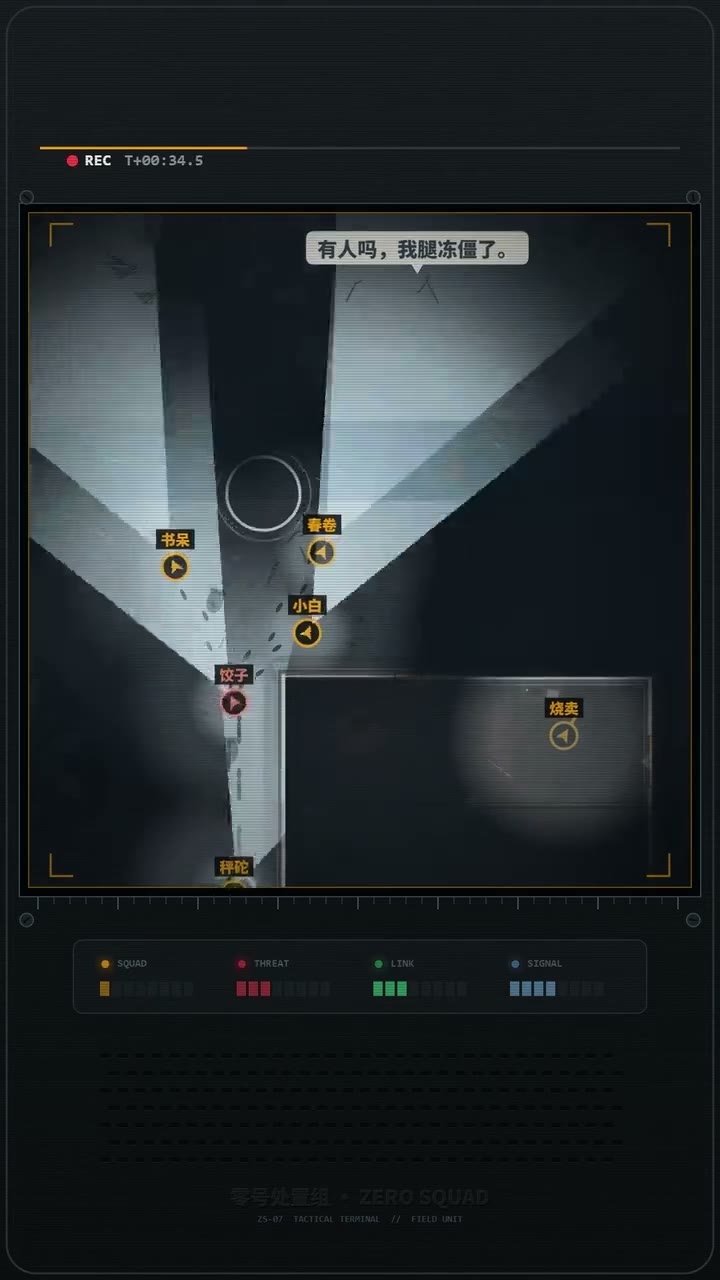 REC T+00:34.5
有人吗，我腿冻僵了。
春卷
书呆
小白
饺子
烧卖
秤砣
SQUAD THREAT LINK SIGNAL
零号处置组 · ZERO SQUAD
ZS-07 TACTICAL TERMINAL // FIELD UNIT